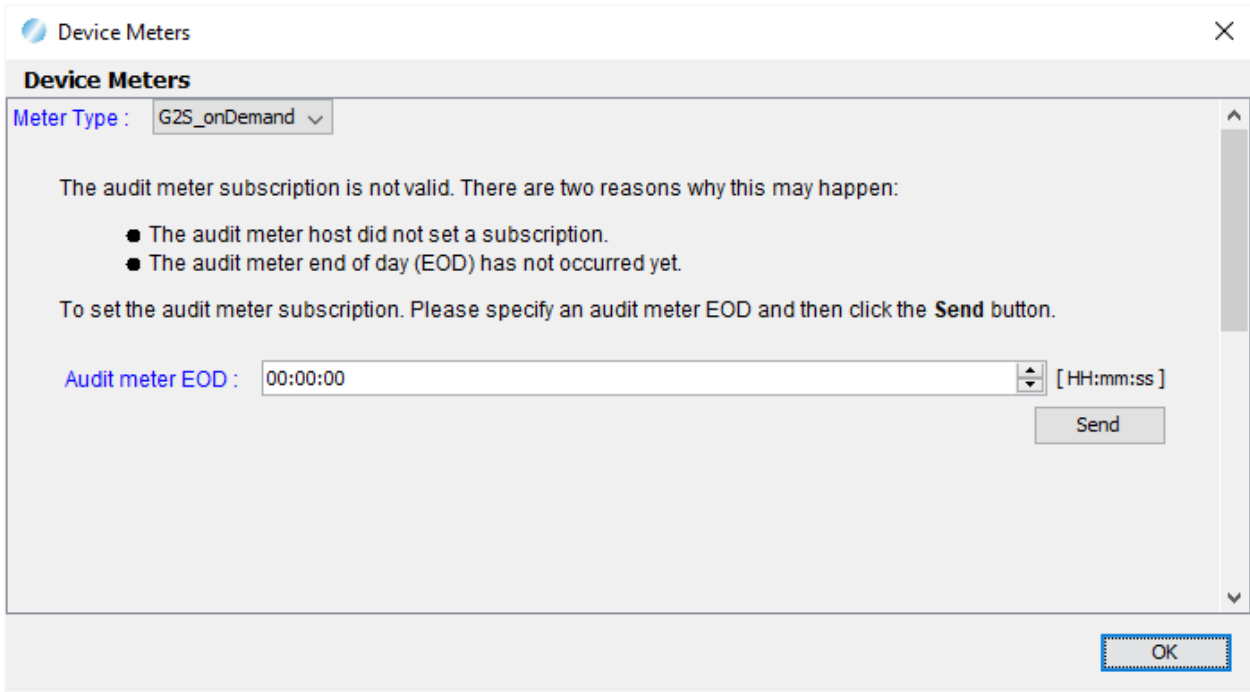 Device Meters
Device Meters
Meter Type : G2S_onDemand
The audit meter subscription is not valid. There are two reasons why this may happen:
The audit meter host did not set a subscription.
The audit meter end of day (EOD) has not occurred yet.
To set the audit meter subscription. Please specify an audit meter EOD and then click the Send button.
Audit meter EOD : 00:00:00 [ HH:mm:ss ]
Send
OK